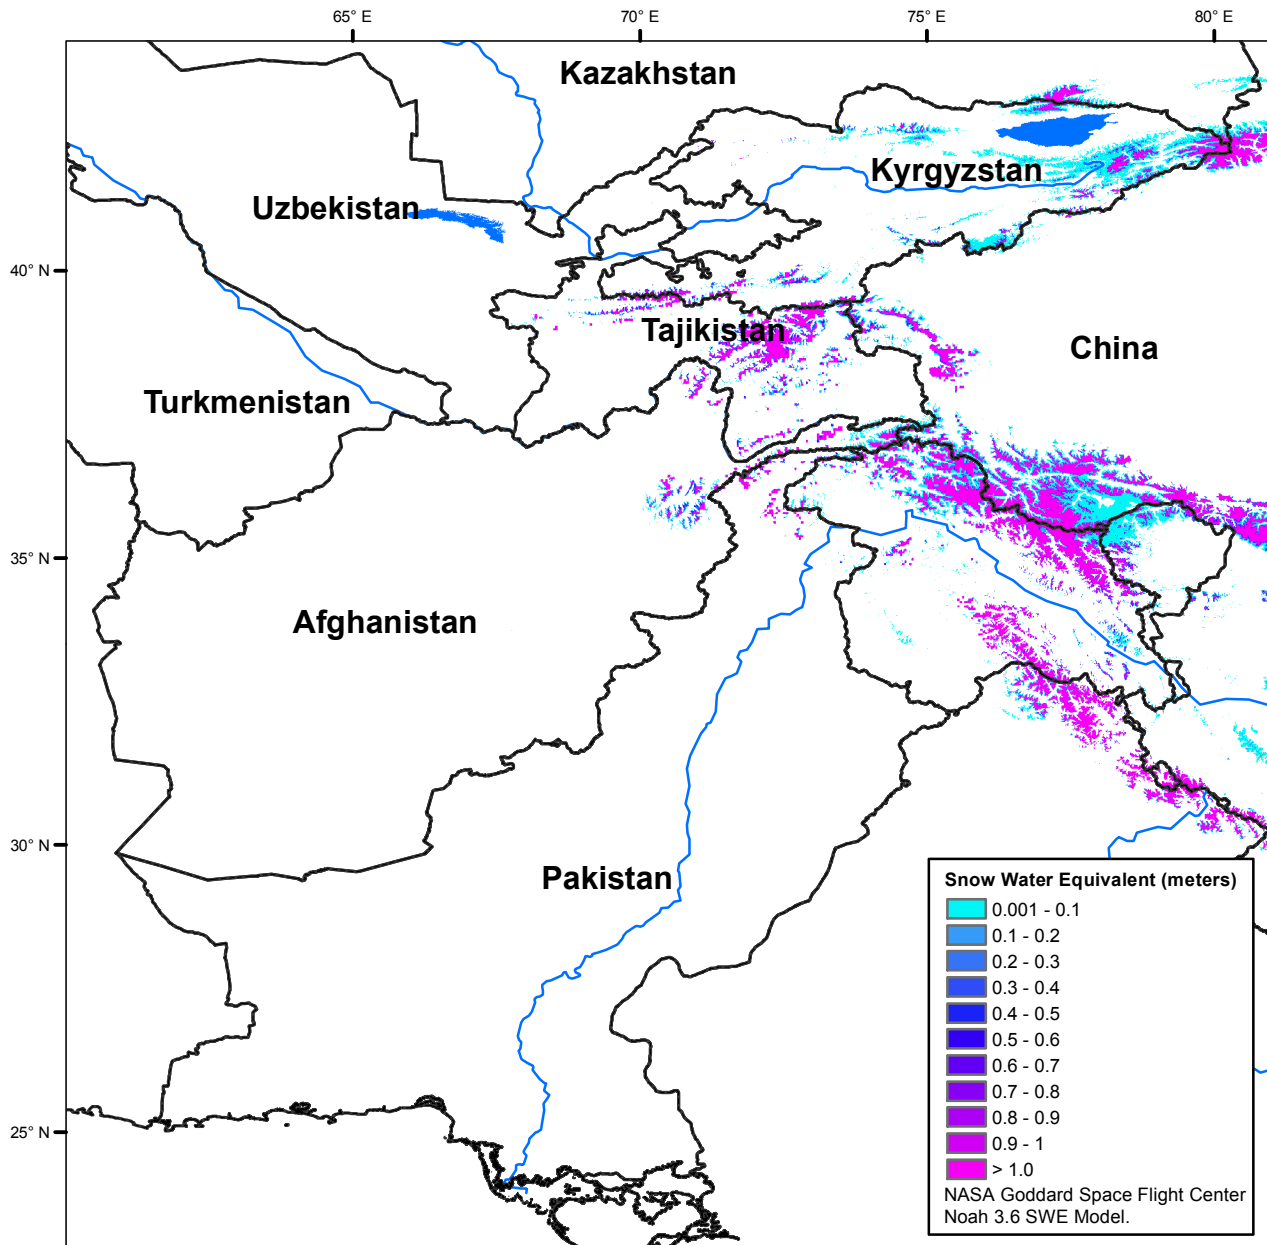 65° E
70° E
75° E
80° E
Kazakhstan
Kyrgyzstan
Uzbekistan
40° N
Tajikistan
China
Turkmenistan
35° N
Afghanistan
30° N
Pakistan
25° N
Snow Water Equivalent (meters)
0.001 - 0.1
0.1 - 0.2
0.2 - 0.3
0.3 - 0.4
0.4 - 0.5
0.5 - 0.6
0.6 - 0.7
0.7 - 0.8
0.8 - 0.9
0.9 - 1
> 1.0
NASA Goddard Space Flight Center
Noah 3.6 SWE Model.